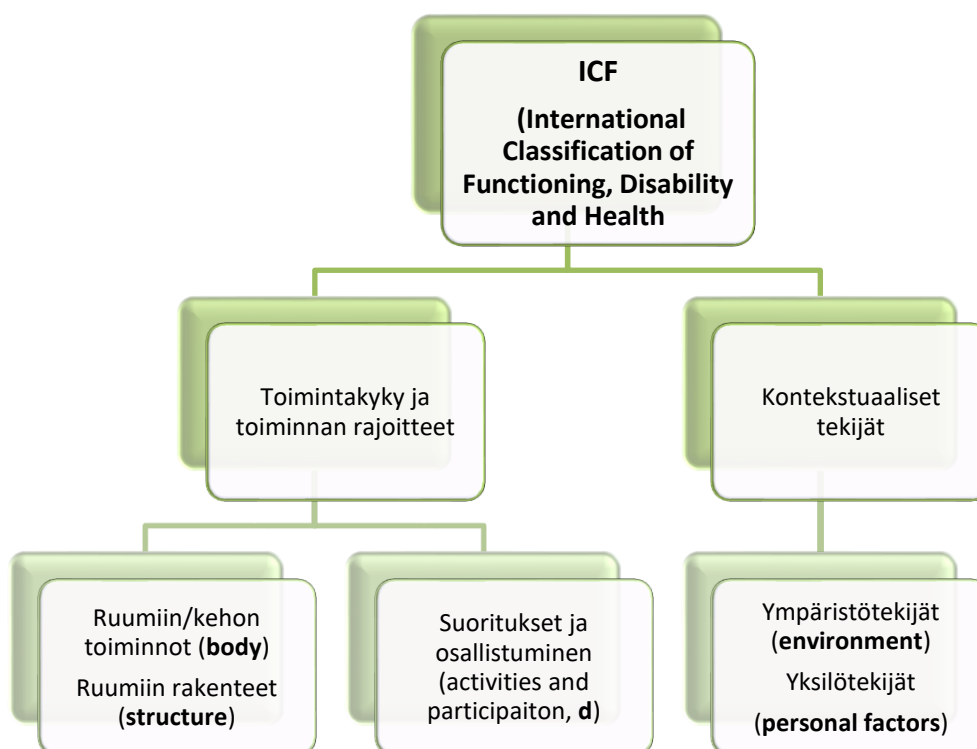 ICF
(International
Classification of
Functioning, Disability
and Health
Toimintakyky ja
toiminnan rajoitteet
Kontekstuaaliset
tekijät
Ruumiin/kehon
toiminnot (body)
Ruumiin rakenteet
(structure)
Suoritukset ja
osallistuminen
(activities and
participaiton, d)
Ympäristötekijät
(environment)
Yksilötekijät
(personal factors)